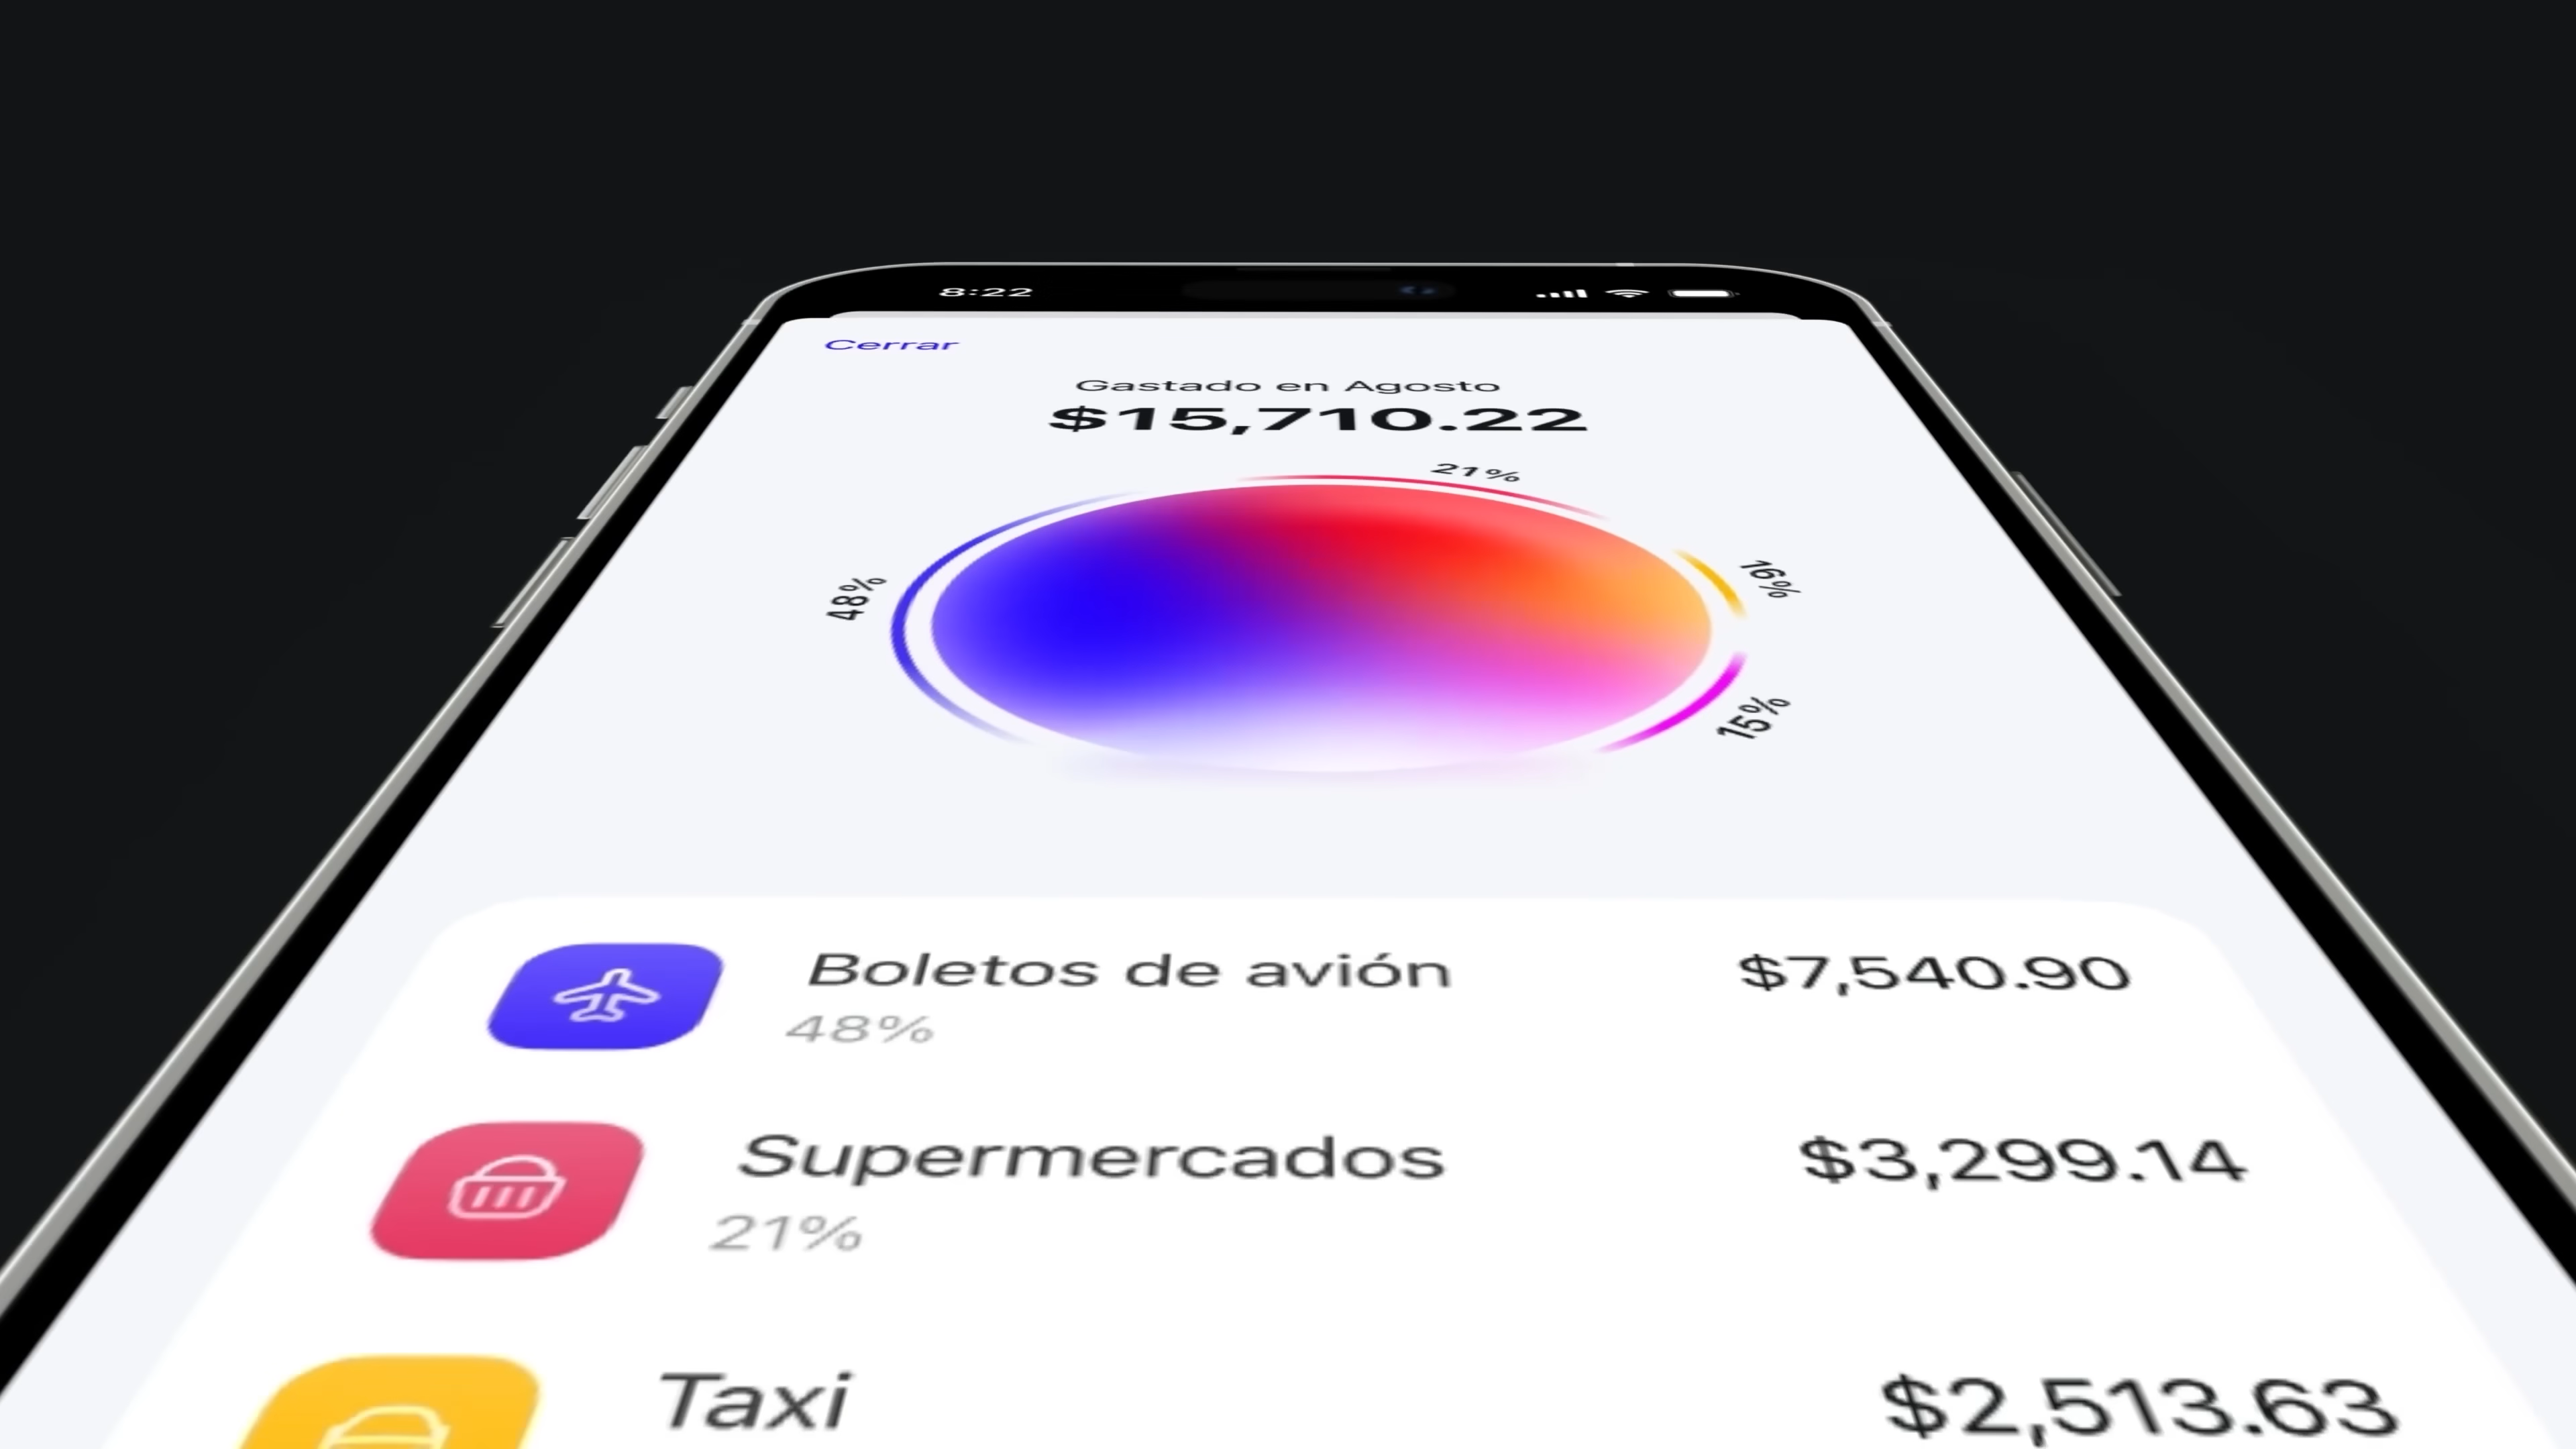 8:22
Cerrar
Gastado en Agosto
$15,710.22
21%
16%
48%
15%
Boletos de avión
$7,540.90
48%
Supermercados
$3,299.14
21%
Taxi
$2,513.63